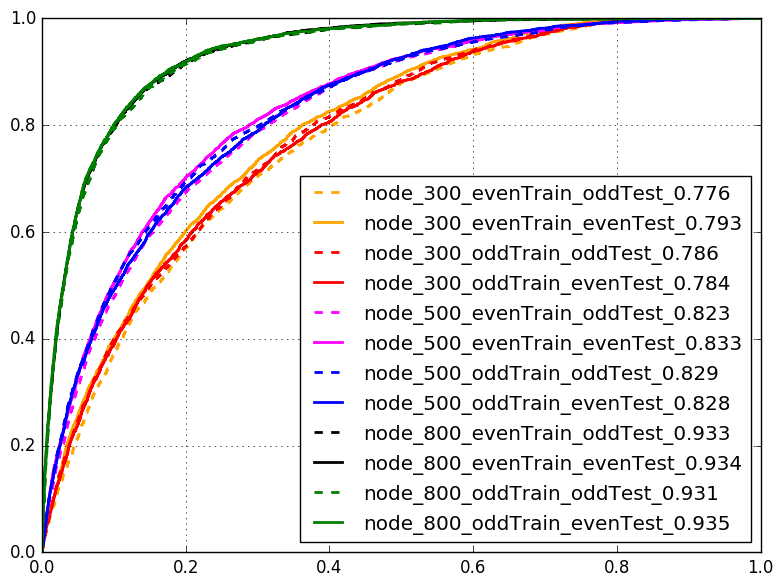 1.0
0.8
0.6
0.4
0.2
0.0
node_300_evenTrain_oddTest_0.776
node_300_evenTrain_evenTest_0.793
node_300_oddTrain_oddTest_0.786
node_300_oddTrain_evenTest_0.784
node_500_evenTrain_oddTest_0.823
node_500_evenTrain_evenTest_0.833
node_500_oddTrain_oddTest_0.829
node_500_oddTrain_evenTest_0.828
node_800_evenTrain_oddTest_0.933
node_800_evenTrain_evenTest_0.934
node_800_oddTrain_oddTest_0.931
node_800_oddTrain_evenTest_0.935
0.0 0.2 0.4 0.6 0.8 1.0